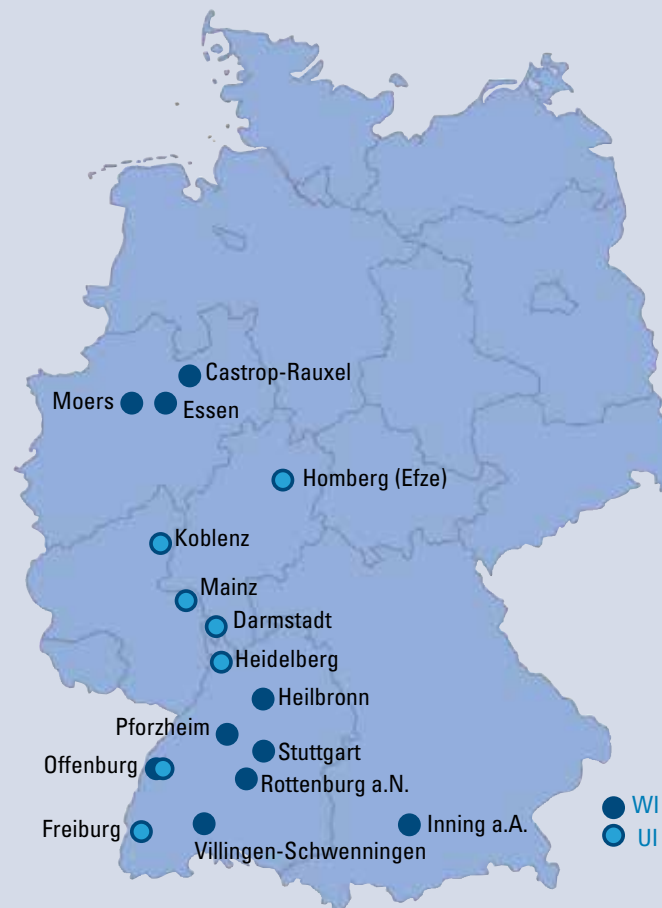 Castrop-Rauxel
Moers
Essen
Homberg (Efze)
Koblenz
Mainz
Darmstadt
Heidelberg
Heilbronn
Pforzheim
Stuttgart
Offenburg
Rottenburg a.N.
WI
Freiburg
Inning a.A.
UI
Villingen-Schwenningen